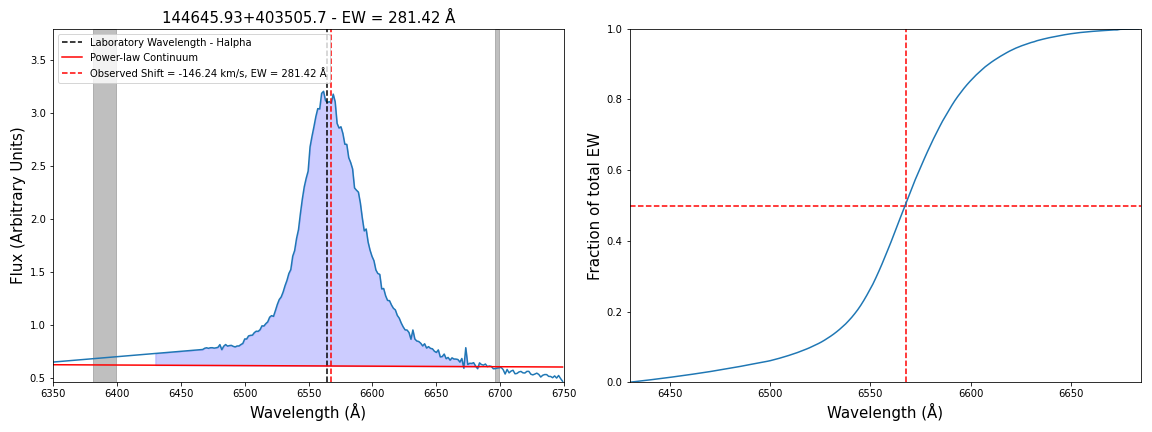 144645.93+403505.7 - EW = 281.42 Å
Laboratory Wavelength - Halpha
Power-law Continuum
Observed Shift = -146.24 km/s, EW = 281.42 Å
Flux (Arbitrary Units)
3.5
3.0
2.5
2.0
1.5
1.0
0.5
6350 6400 6450 6500 6550 6600 6650 6700 6750
Wavelength (Å)
Fraction of total EW
1.0
0.8
0.6
0.4
0.2
0.0
6450 6500 6550 6600 6650
Wavelength (Å)